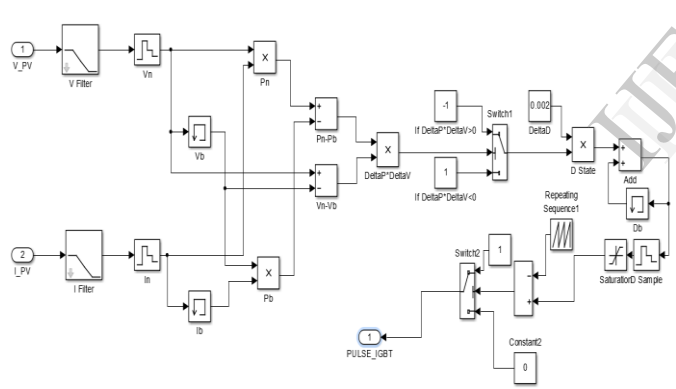 1
V_PV
V Filter
Vn
X
Pn
Vb
+
−
Pn-Pb
+
−
Vn-Vb
X
DeltaP*DeltaV
-1
If DeltaP*DeltaV>0
1
If DeltaP*DeltaV<0
Switch1
0.002
DeltaD
X
D State
+
+
Add
Db
2
I_PV
I Filter
In
Ib
X
Pb
Repeating
Sequence1
Saturation
D Sample
Switch2
1
−
+
1
PULSE_IGBT
Constant2
0
IJE